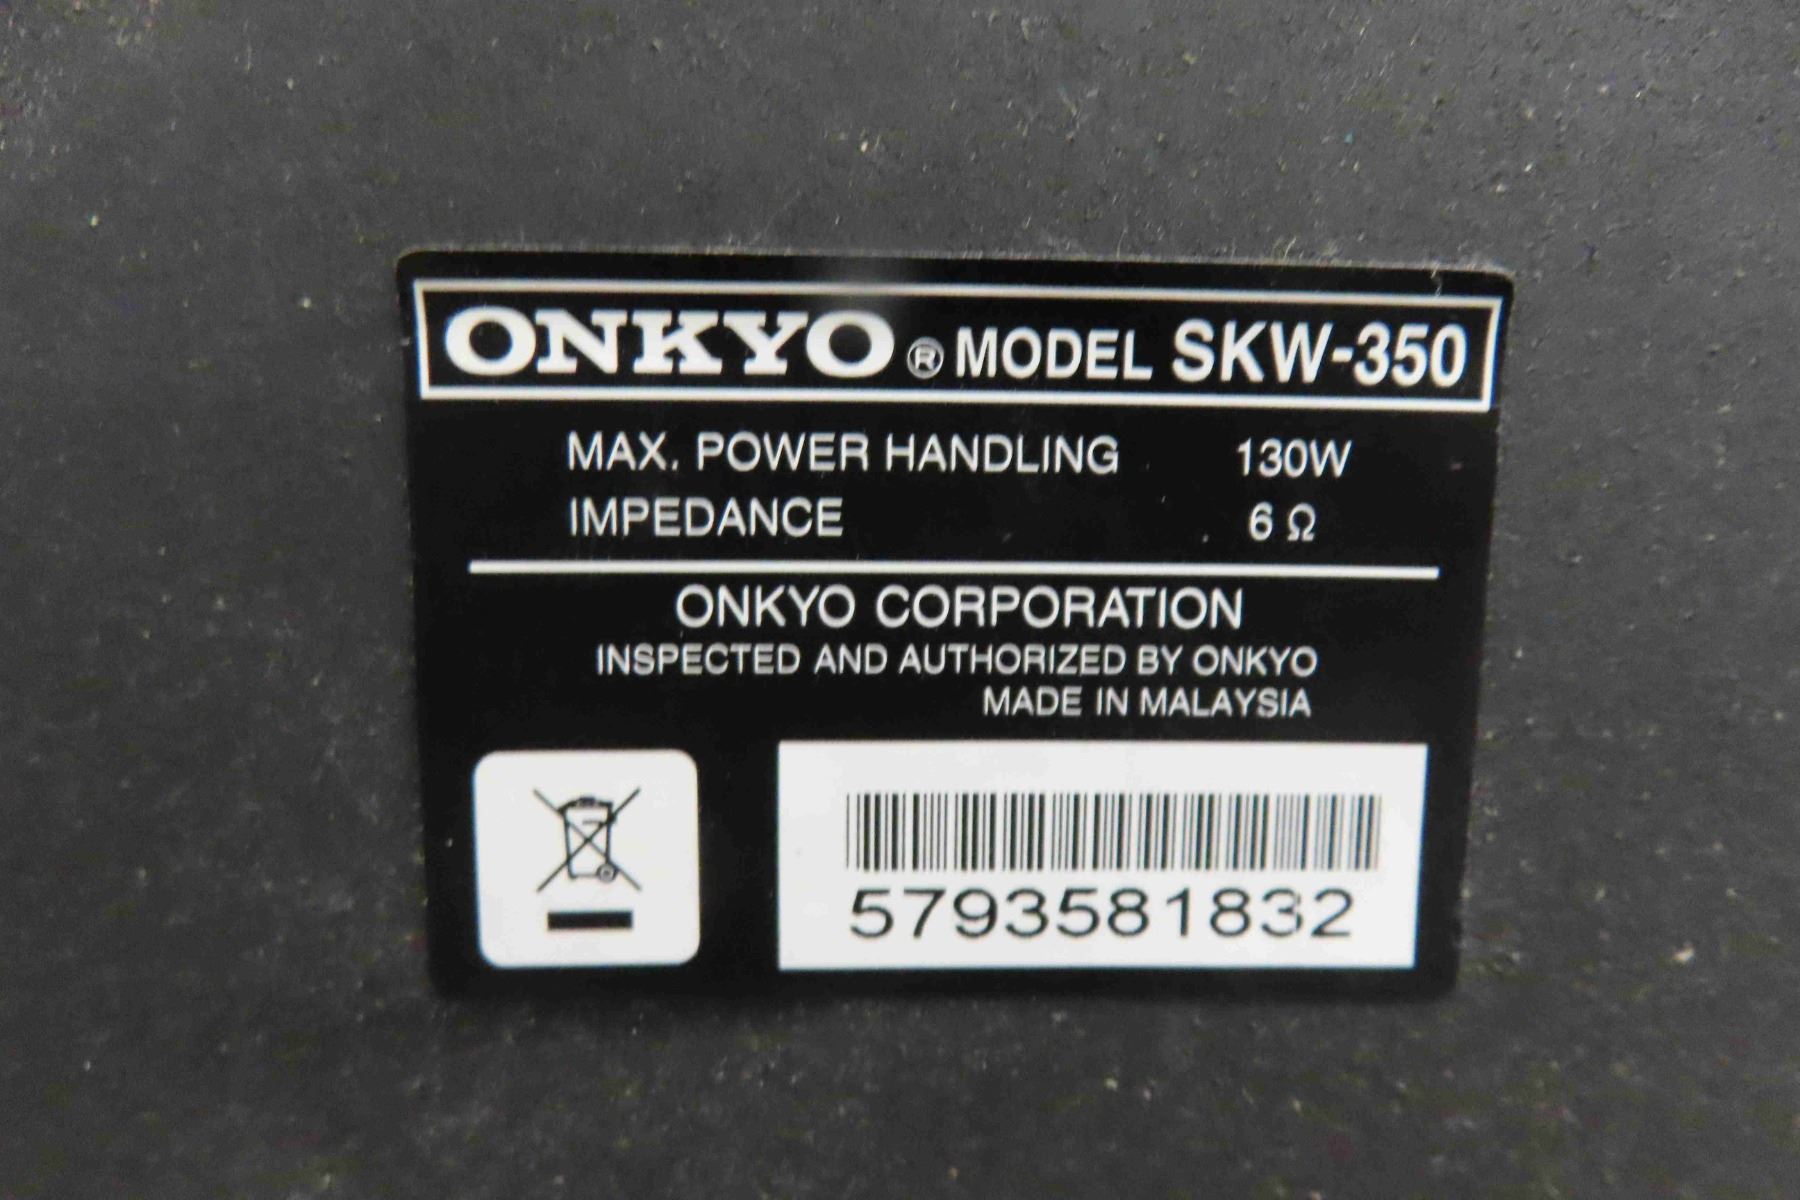 ONKYO ® MODEL SKW-350
MAX. POWER HANDLING 130W
IMPEDANCE 6 Ω
ONKYO CORPORATION
INSPECTED AND AUTHORIZED BY ONKYO
MADE IN MALAYSIA
5793581832